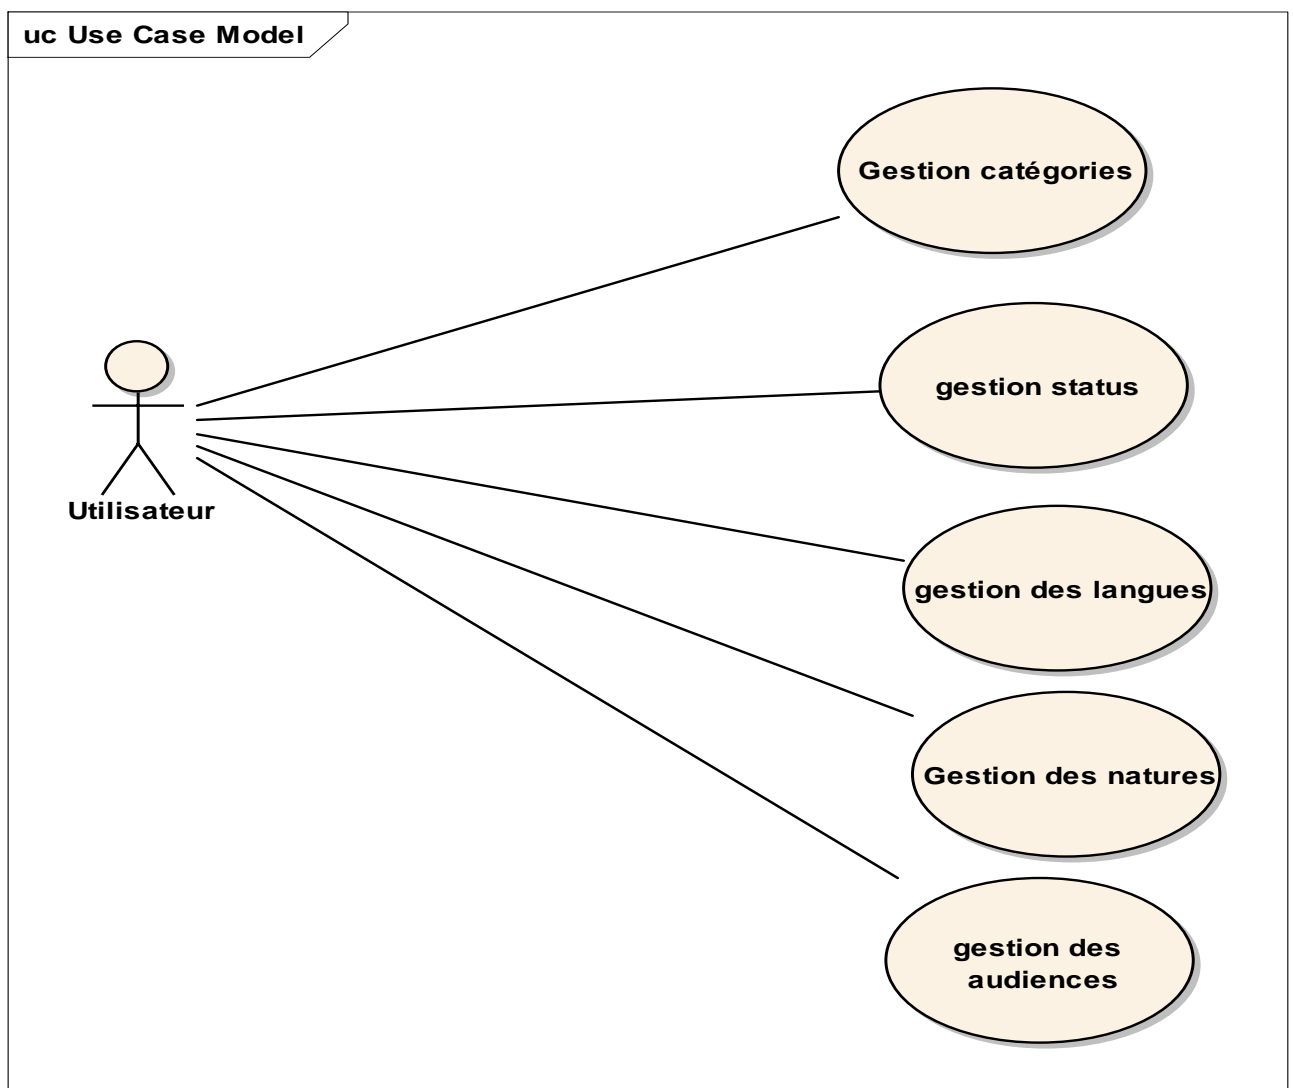 uc Use Case Model
Gestion catégories
gestion status
Utilisateur
gestion des langues
Gestion des natures
gestion des
audiences